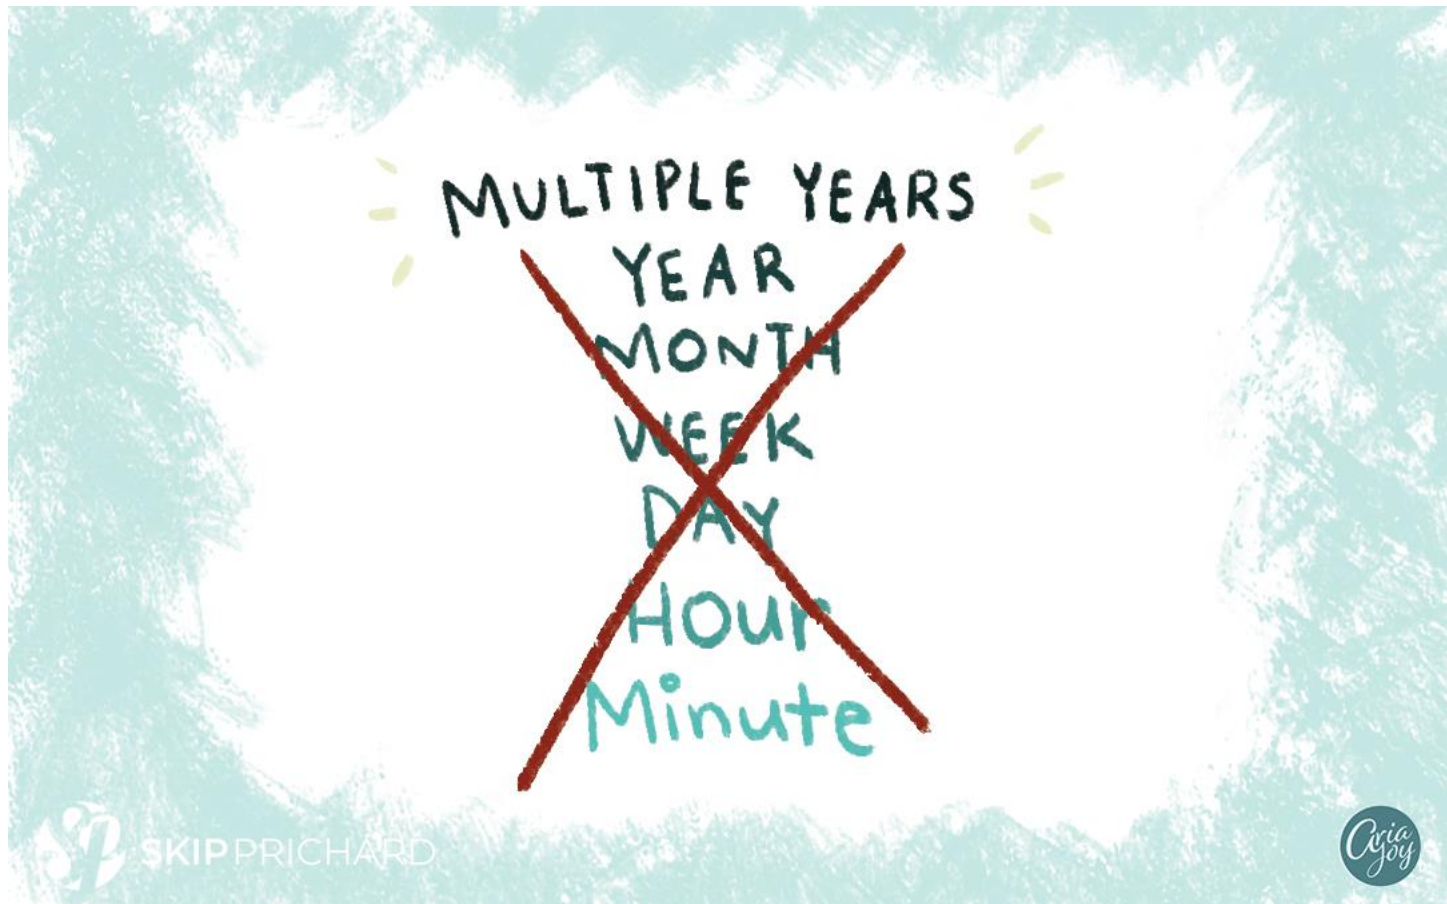 MULTIPLE YEARS
YEAR
MONTH
WEEK
DAY
Hour
Minute
SKIPPRICHARD
aria
joy